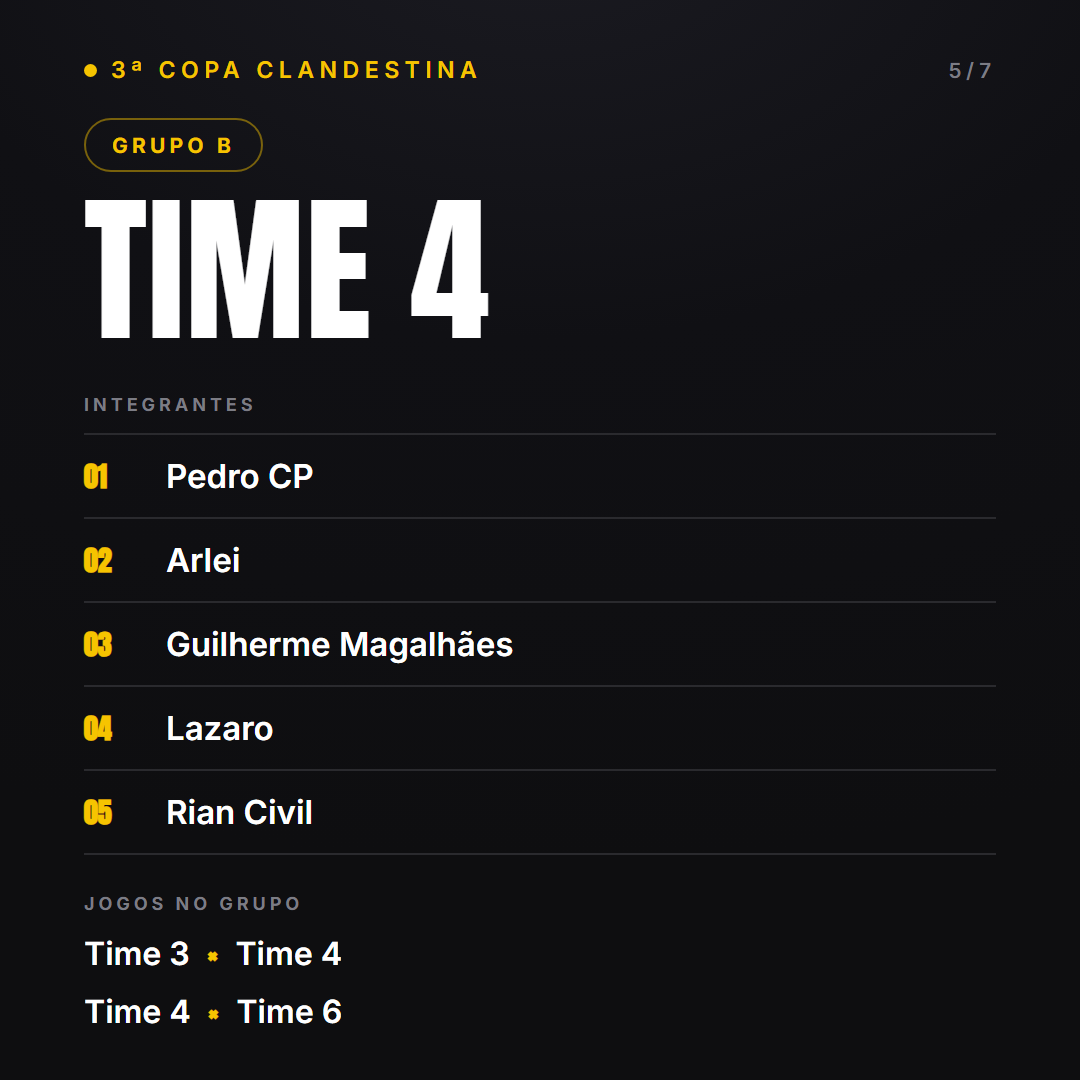 3ª COPA CLANDESTINA
5/7
GRUPO B
TIME 4
INTEGRANTES
01 Pedro CP
02 Arlei
03 Guilherme Magalhães
04 Lazaro
05 Rian Civil
JOGOS NO GRUPO
Time 3 × Time 4
Time 4 × Time 6